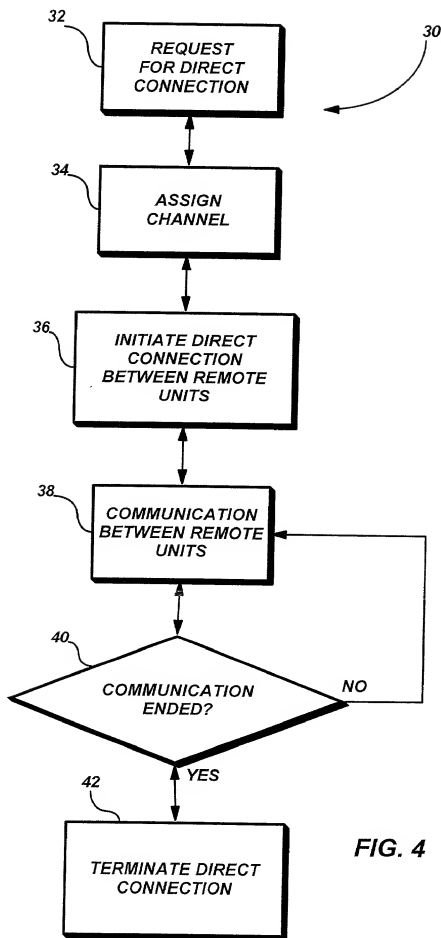 32
REQUEST
FOR DIRECT
CONNECTION
30
34
ASSIGN
CHANNEL
36
INITIATE DIRECT
CONNECTION
BETWEEN REMOTE
UNITS
38
COMMUNICATION
BETWEEN REMOTE
UNITS
40
COMMUNICATION
ENDED?
NO
YES
42
TERMINATE DIRECT
CONNECTION
FIG. 4